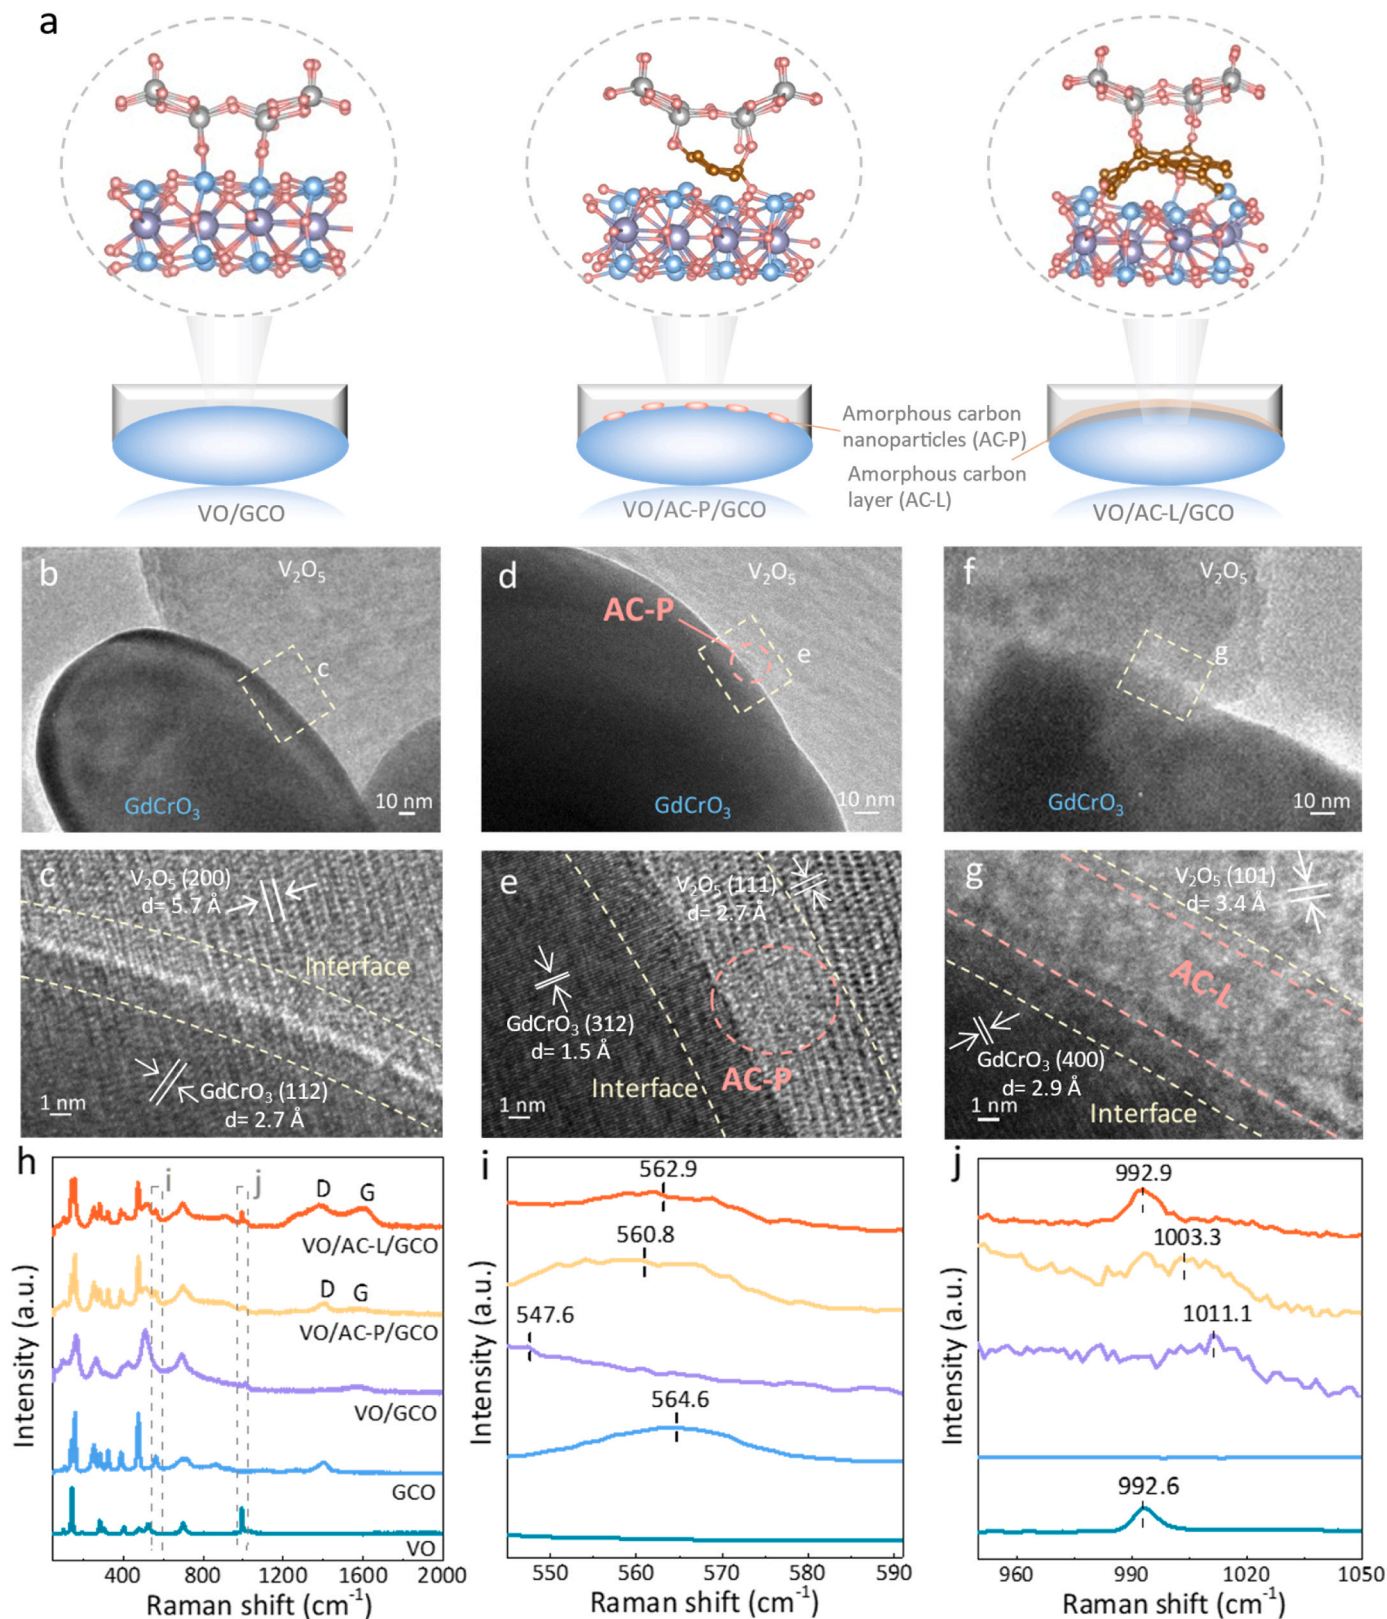 a
Amorphous carbon
nanoparticles (AC-P)
Amorphous carbon
layer (AC-L)
VO/GCO
VO/AC-P/GCO
VO/AC-L/GCO
b
V₂O₅
c
GdCrO₃
10 nm
d
V₂O₅
AC-P
e
GdCrO₃
10 nm
f
V₂O₅
g
GdCrO₃
10 nm
c
V₂O₅ (200)
d= 5.7 Å
Interface
GdCrO₃ (112)
d= 2.7 Å
1 nm
e
V₂O₅ (111)
d= 2.7 Å
GdCrO₃ (312)
d= 1.5 Å
AC-P
Interface
1 nm
g
V₂O₅ (101)
d= 3.4 Å
AC-L
GdCrO₃ (400)
d= 2.9 Å
Interface
1 nm
h
i
j
D
G
VO/AC-L/GCO
D
G
VO/AC-P/GCO
VO/GCO
GCO
VO
Intensity (a.u.)
400 800 1200 1600 2000
Raman shift (cm⁻¹)
i
562.9
560.8
547.6
564.6
Intensity (a.u.)
550 560 570 580 590
Raman shift (cm⁻¹)
j
992.9
1003.3
1011.1
992.6
Intensity (a.u.)
960 990 1020 1050
Raman shift (cm⁻¹)